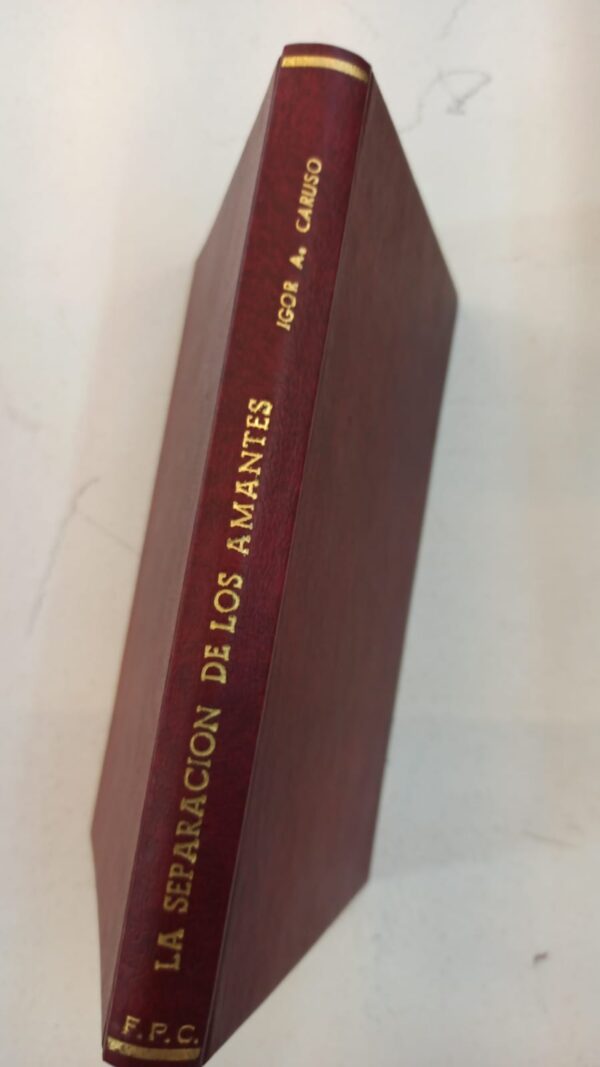 IGOR A. CARUSO
LA SEPARACION DE LOS AMANTES
F.P.C.